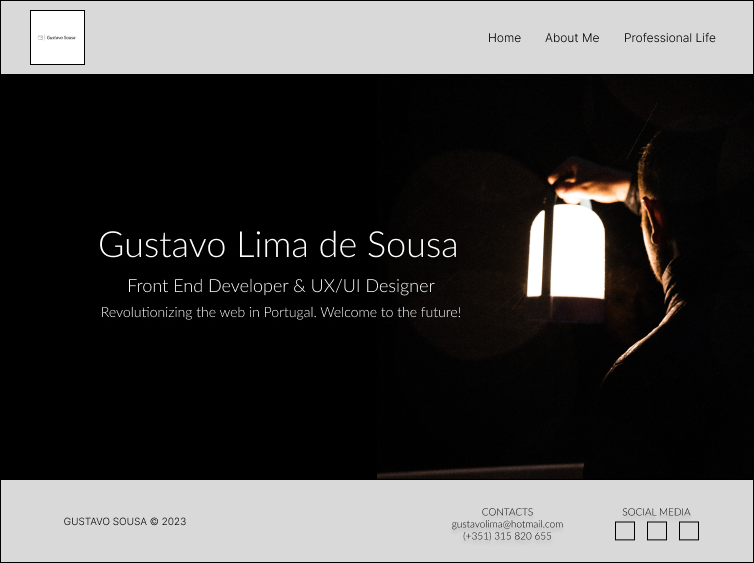 Gustavo Sousa
Home
About Me
Professional Life
Gustavo Lima de Sousa
Front End Developer & UX/UI Designer
Revolutionizing the web in Portugal. Welcome to the future!
GUSTAVO SOUSA © 2023
CONTACTS
gustavolima@hotmail.com
(+351) 315 820 655
SOCIAL MEDIA